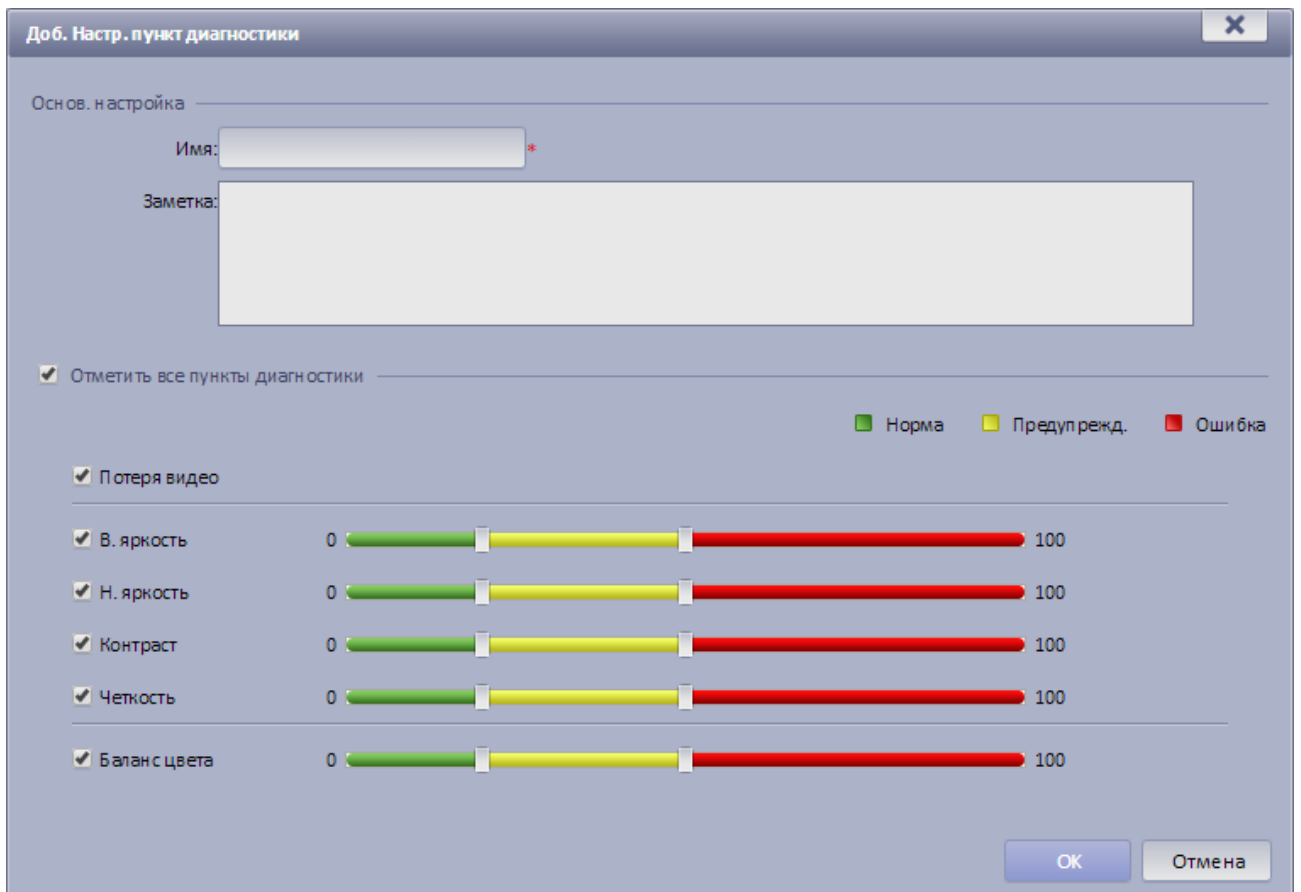 Доб. Настр. пункт диагностики
Основ. настройка
Имя: *
Заметка:
Отметить все пункты диагностики
Норма Предупрежд. Ошибка
Потеря видео
В. яркость 0 100
Н. яркость 0 100
Контраст 0 100
Четкость 0 100
Баланс цвета 0 100
OK Отмена